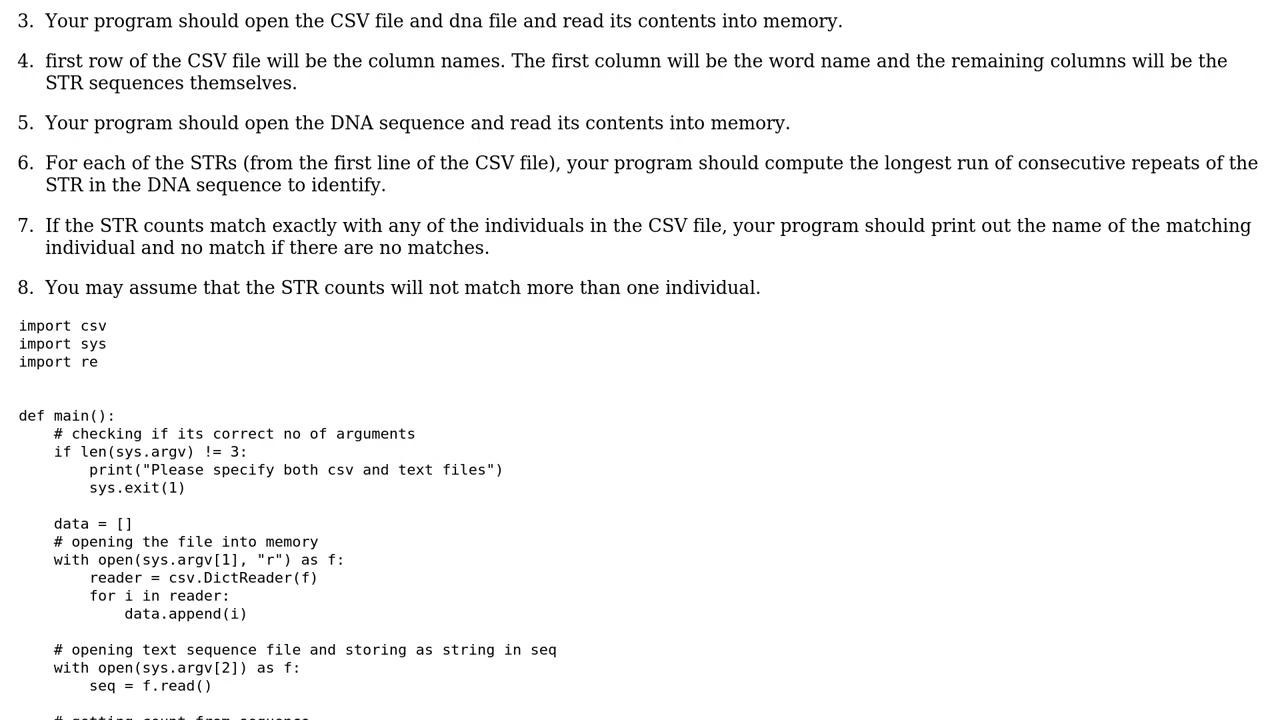 3. Your program should open the CSV file and dna file and read its contents into memory.
4. first row of the CSV file will be the column names. The first column will be the word name and the remaining columns will be the
STR sequences themselves.
5. Your program should open the DNA sequence and read its contents into memory.
6. For each of the STRs (from the first line of the CSV file), your program should compute the longest run of consecutive repeats of the
STR in the DNA sequence to identify.
7. If the STR counts match exactly with any of the individuals in the CSV file, your program should print out the name of the matching
individual and no match if there are no matches.
8. You may assume that the STR counts will not match more than one individual.
import csv
import sys
import re
def main():
    # checking if its correct no of arguments
    if len(sys.argv) != 3:
        print("Please specify both csv and text files")
        sys.exit(1)
    data = []
    # opening the file into memory
    with open(sys.argv[1], "r") as f:
        reader = csv.DictReader(f)
        for i in reader:
            data.append(i)
    # opening text sequence file and storing as string in seq
    with open(sys.argv[2]) as f:
        seq = f.read()
    # getting count from sequence